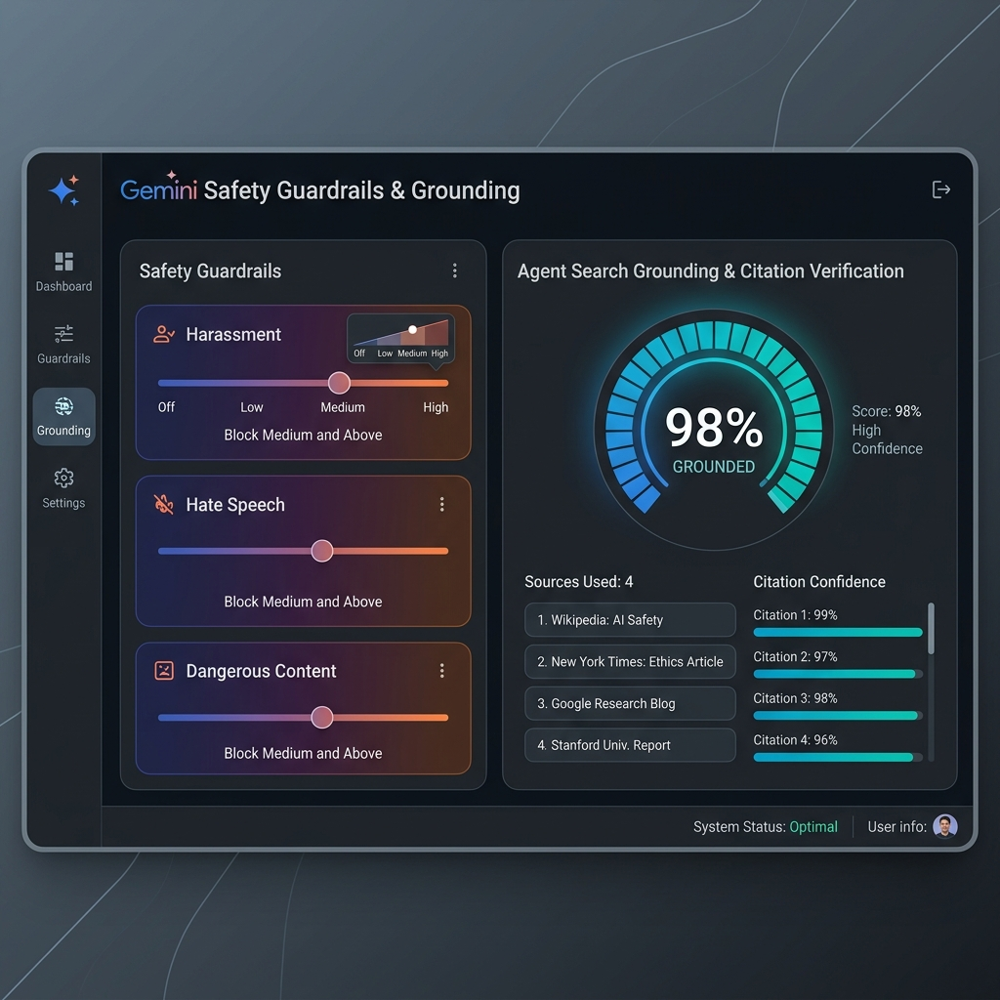 Gemini Safety Guardrails & Grounding
Dashboard
Guardrails
Grounding
Settings
Safety Guardrails
Harassment
Off Low Medium High
Off Low Medium High
Block Medium and Above
Hate Speech
Block Medium and Above
Dangerous Content
Block Medium and Above
Agent Search Grounding & Citation Verification
98%
GROUNDED
Score: 98%
High
Confidence
Sources Used: 4
1. Wikipedia: AI Safety
2. New York Times: Ethics Article
3. Google Research Blog
4. Stanford Univ. Report
Citation Confidence
Citation 1: 99%
Citation 2: 97%
Citation 3: 98%
Citation 4: 96%
System Status: Optimal
User info: